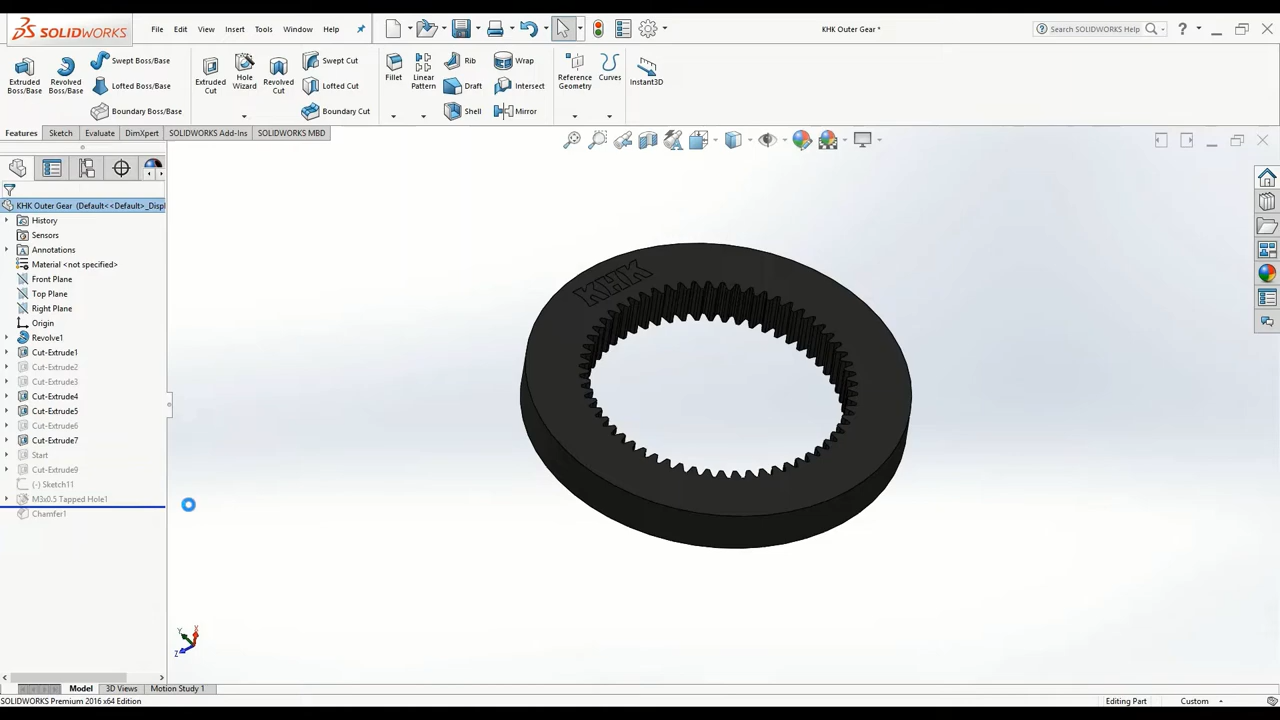 SOLIDWORKS File Edit View Insert Tools Window Help KHK Outer Gear * Search SOLIDWORKS Help
Extruded Boss/Base Revolved Boss/Base Swept Boss/Base Lofted Boss/Base Boundary Boss/Base Extruded Cut Hole Wizard Revolved Cut Swept Cut Lofted Cut Boundary Cut Fillet Linear Pattern Rib Draft Shell Wrap Intersect Mirror Reference Geometry Curves Instant3D
Features Sketch Evaluate DimXpert SOLIDWORKS Add-Ins SOLIDWORKS MBD
KHK Outer Gear (Default<<Default>_Displ
History
Sensors
Annotations
Material <not specified>
Front Plane
Top Plane
Right Plane
Origin
Revolve1
Cut-Extrude1
Cut-Extrude2
Cut-Extrude3
Cut-Extrude4
Cut-Extrude5
Cut-Extrude6
Cut-Extrude7
Start
Cut-Extrude9
(-) Sketch11
M3x0.5 Tapped Hole1
Chamfer1
KHK
Y X Z
Model 3D Views Motion Study 1
SOLIDWORKS Premium 2016 x64 Edition Editing Part Custom